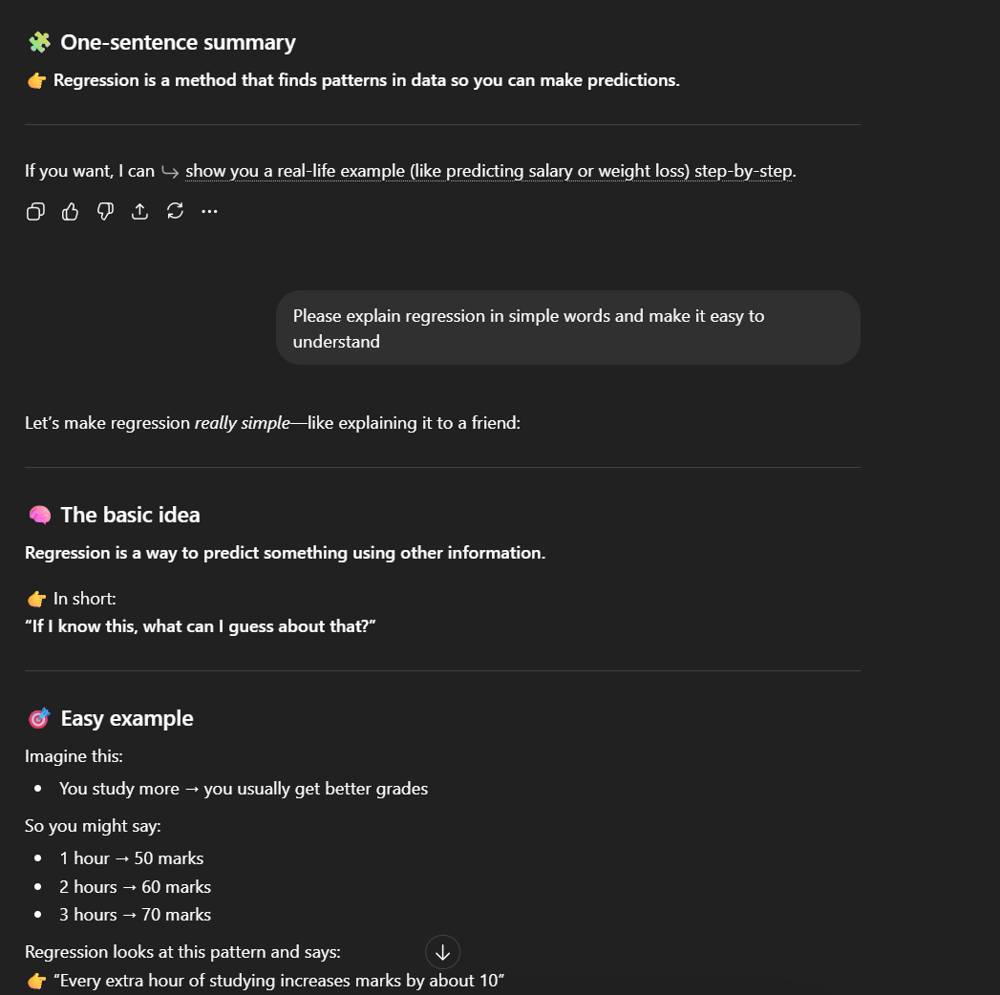 🧩 One-sentence summary
👉 Regression is a method that finds patterns in data so you can make predictions.
If you want, I can ↪ show you a real-life example (like predicting salary or weight loss) step-by-step.
Please explain regression in simple words and make it easy to
understand
Let’s make regression really simple—like explaining it to a friend:
🧠 The basic idea
Regression is a way to predict something using other information.
👉 In short:
“If I know this, what can I guess about that?”
🎯 Easy example
Imagine this:
• You study more → you usually get better grades
So you might say:
• 1 hour → 50 marks
• 2 hours → 60 marks
• 3 hours → 70 marks
Regression looks at this pattern and says:
👉 “Every extra hour of studying increases marks by about 10”